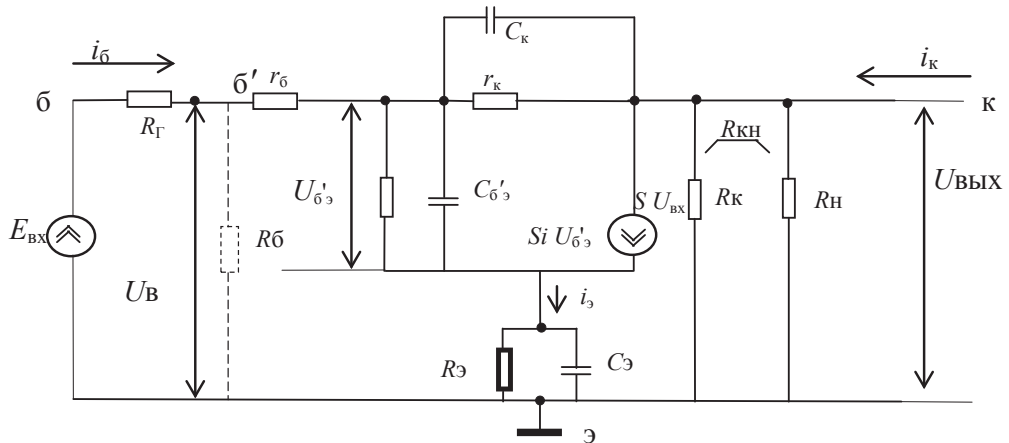 Cк
iб
iк
б
б′
rб
rк
к
RГ
Rкн
Uб'э
Cб'э
Uвых
S Uвх
Rк
Rн
Eвх
Rб
Si Uб'э
Uв
iэ
Rэ
Cэ
э